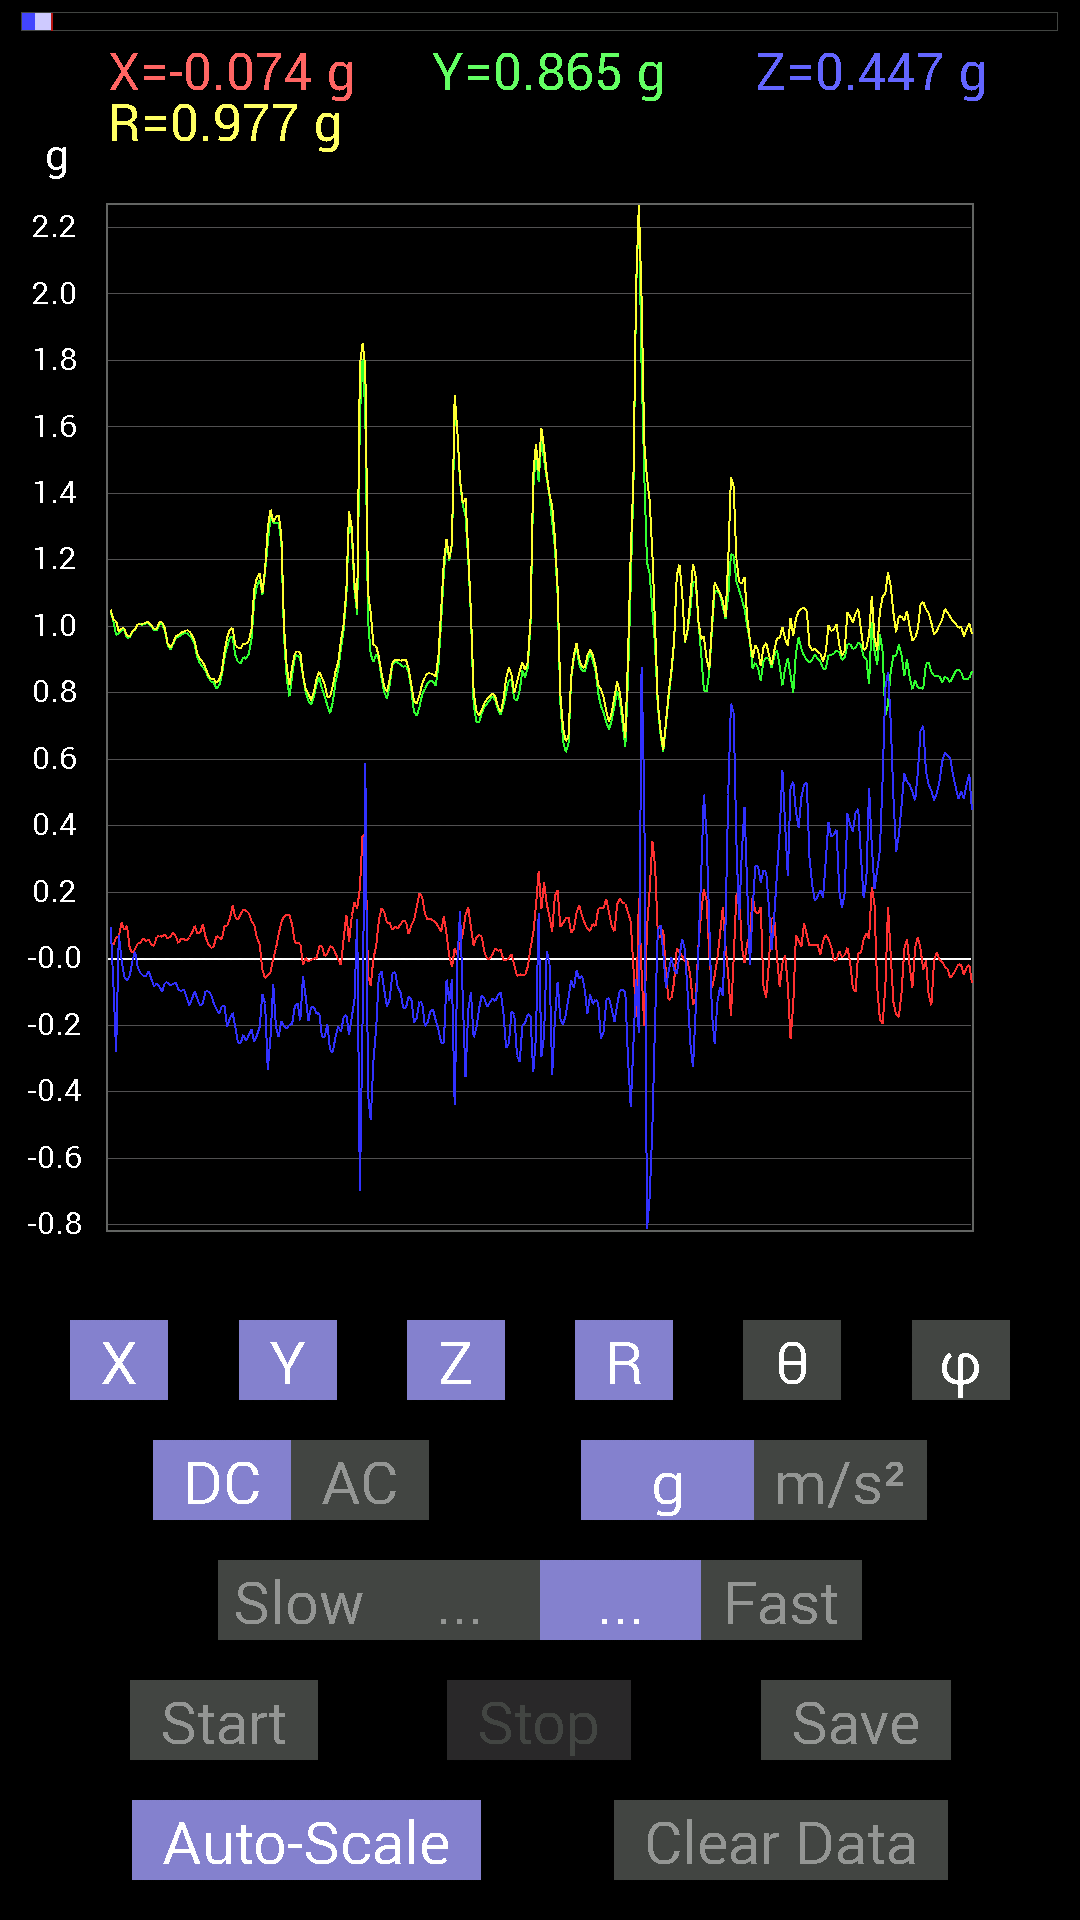 X=-0.074 g Y=0.865 g Z=0.447 g
R=0.977 g
g
2.2
2.0
1.8
1.6
1.4
1.2
1.0
0.8
0.6
0.4
0.2
-0.0
-0.2
-0.4
-0.6
-0.8
X Y Z R θ φ
DC AC g m/s²
Slow ... ... Fast
Start Stop Save
Auto-Scale Clear Data